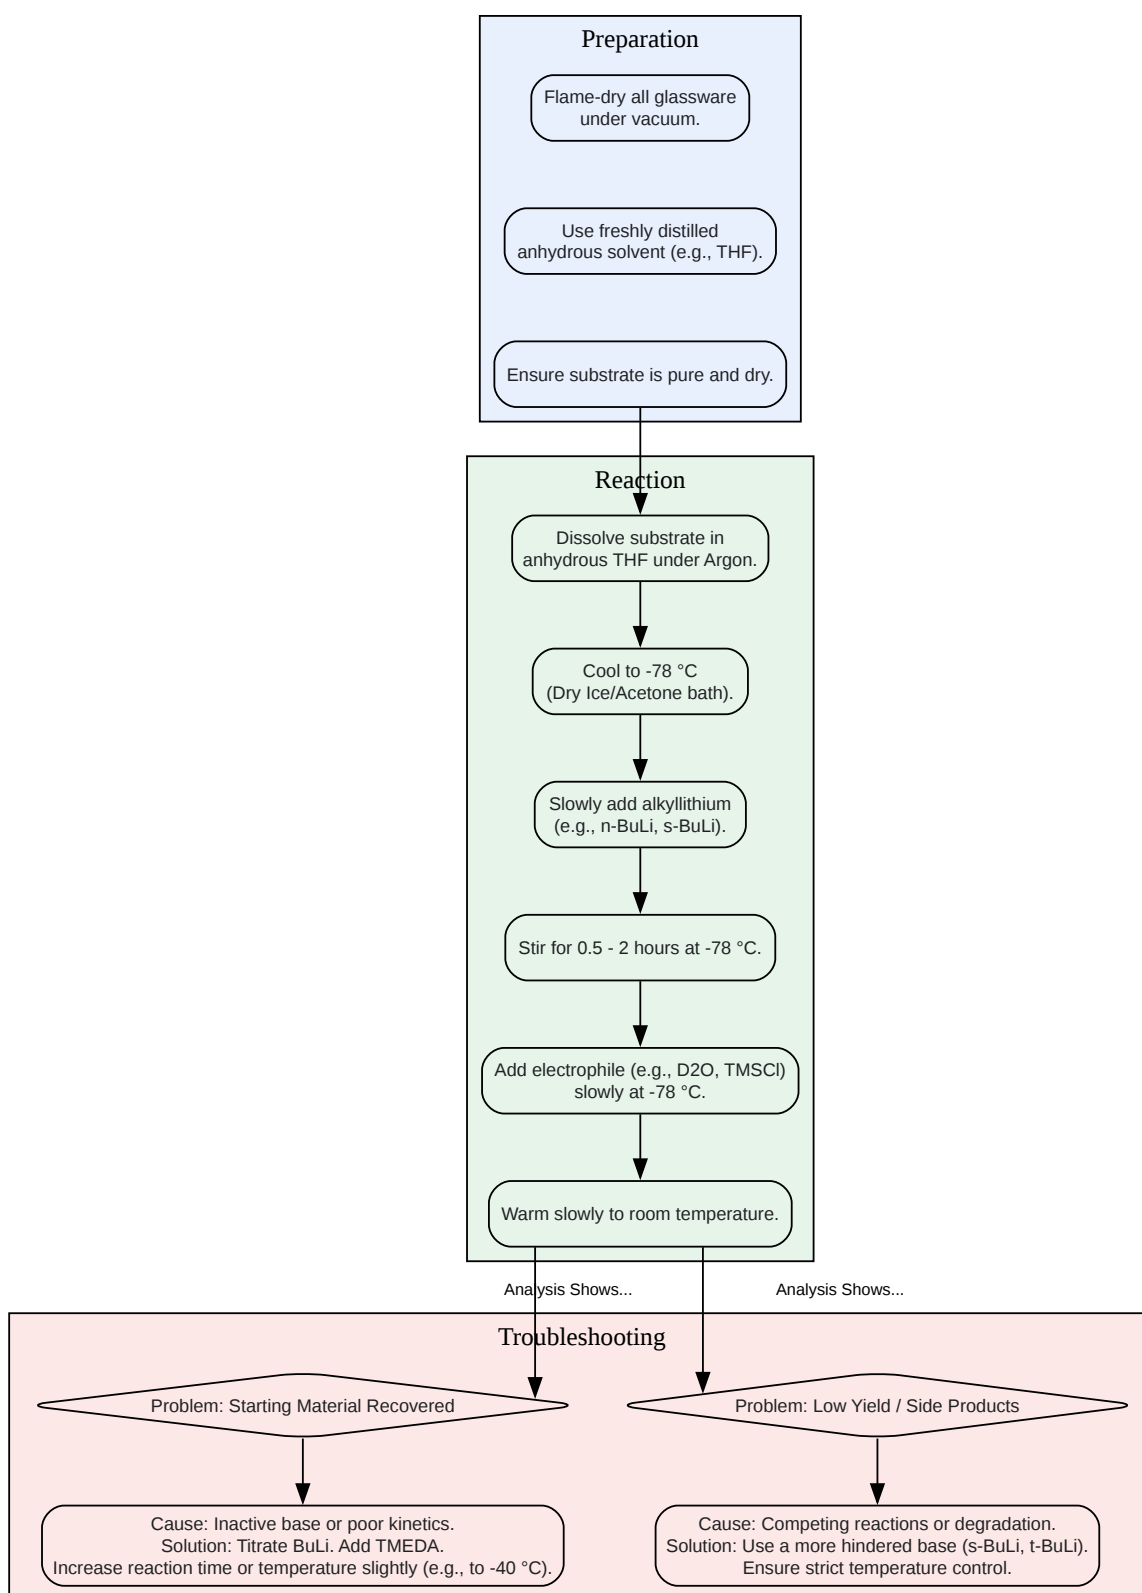 Preparation
Flame-dry all glassware
under vacuum.
Use freshly distilled
anhydrous solvent (e.g., THF).
Ensure substrate is pure and dry.
Reaction
Dissolve substrate in
anhydrous THF under Argon.
Cool to -78 °C
(Dry Ice/Acetone bath).
Slowly add alkyllithium
(e.g., n-BuLi, s-BuLi).
Stir for 0.5 - 2 hours at -78 °C.
Add electrophile (e.g., D2O, TMSCl)
slowly at -78 °C.
Warm slowly to room temperature.
Analysis Shows...
Analysis Shows...
Troubleshooting
Problem: Starting Material Recovered
Problem: Low Yield / Side Products
Cause: Inactive base or poor kinetics.
Solution: Titrate BuLi. Add TMEDA.
Increase reaction time or temperature slightly (e.g., to -40 °C).
Cause: Competing reactions or degradation.
Solution: Use a more hindered base (s-BuLi, t-BuLi).
Ensure strict temperature control.